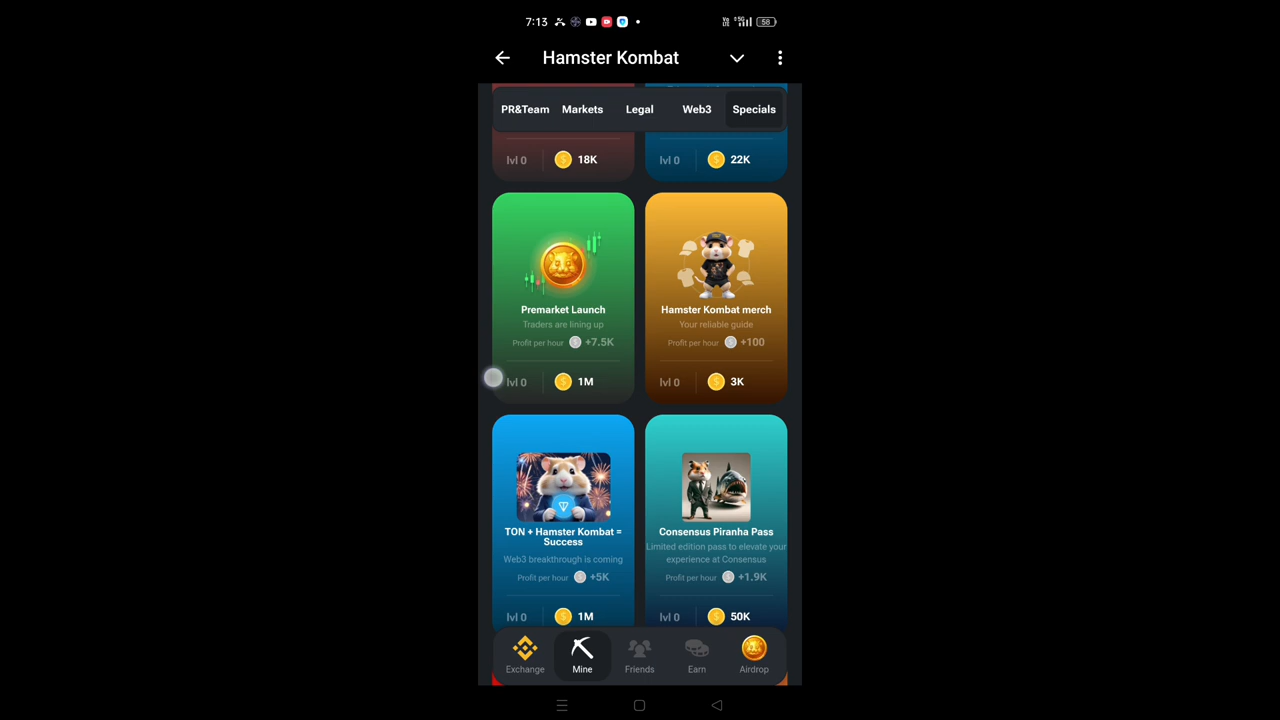 7:13
58
Hamster Kombat
PR&Team Markets Legal Web3 Specials
lvl 0 18K
lvl 0 22K
Premarket Launch
Traders are lining up
Profit per hour +7.5K
lvl 0 1M
Hamster Kombat merch
Your reliable guide
Profit per hour +100
lvl 0 3K
TON + Hamster Kombat =
Success
Web3 breakthrough is coming
Profit per hour +5K
lvl 0 1M
Consensus Piranha Pass
Limited edition pass to elevate your
experience at Consensus
Profit per hour +1.9K
lvl 0 50K
Exchange Mine Friends Earn Airdrop